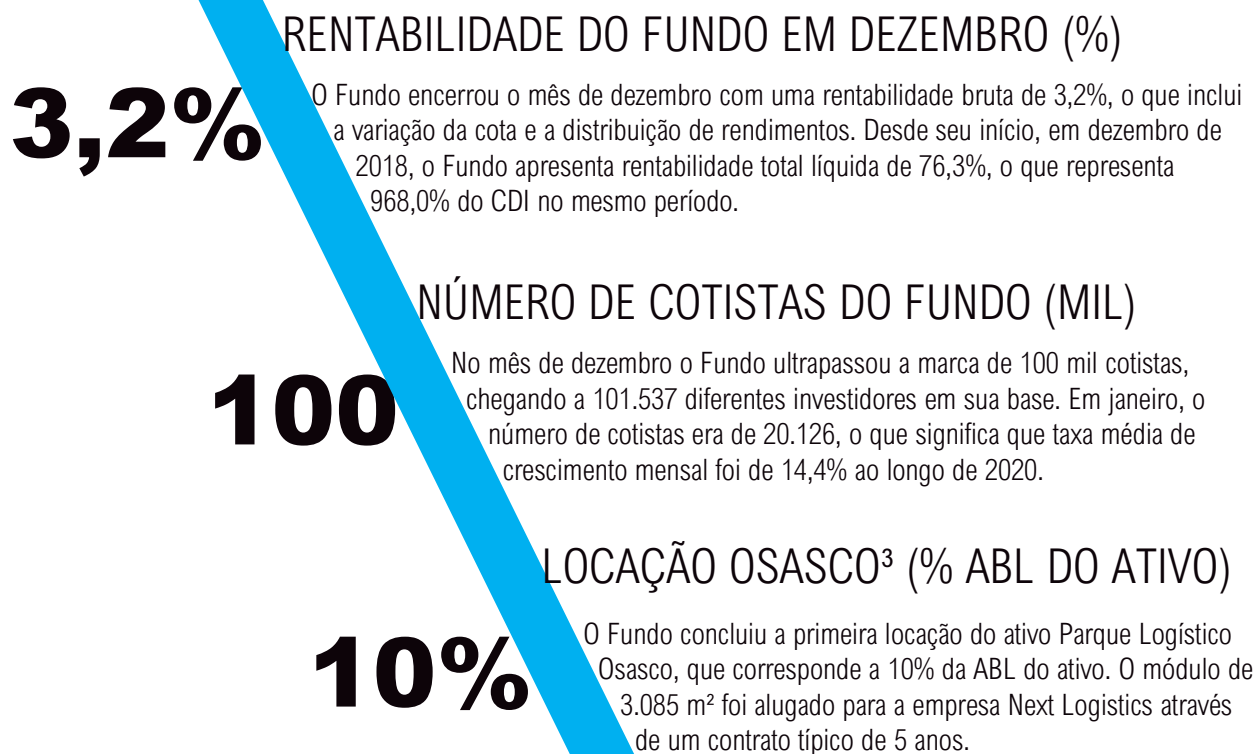 RENTABILIDADE DO FUNDO EM DEZEMBRO (%)
3,2%
O Fundo encerrou o mês de dezembro com uma rentabilidade bruta de 3,2%, o que inclui
a variação da cota e a distribuição de rendimentos. Desde seu início, em dezembro de
2018, o Fundo apresenta rentabilidade total líquida de 76,3%, o que representa
968,0% do CDI no mesmo período.
NÚMERO DE COTISTAS DO FUNDO (MIL)
100
No mês de dezembro o Fundo ultrapassou a marca de 100 mil cotistas,
chegando a 101.537 diferentes investidores em sua base. Em janeiro, o
número de cotistas era de 20.126, o que significa que taxa média de
crescimento mensal foi de 14,4% ao longo de 2020.
LOCAÇÃO OSASCO³ (% ABL DO ATIVO)
10%
O Fundo concluiu a primeira locação do ativo Parque Logístico
Osasco, que corresponde a 10% da ABL do ativo. O módulo de
3.085 m² foi alugado para a empresa Next Logistics através
de um contrato típico de 5 anos.